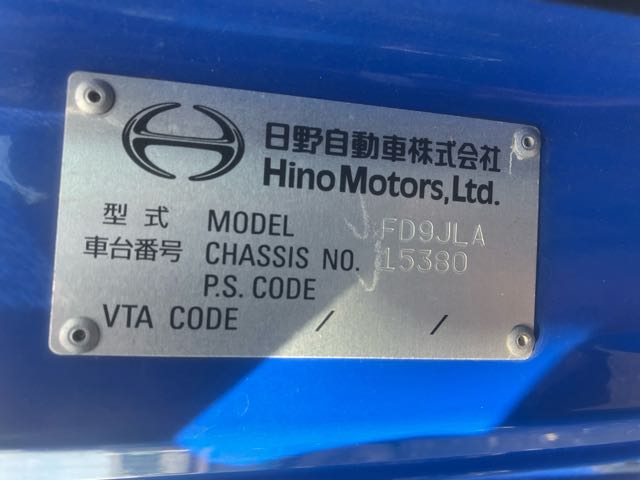 日野自動車株式会社
Hino Motors, Ltd.
型式 MODEL FD9JLA
車台番号 CHASSIS NO. 15380
P.S. CODE
VTA CODE / /